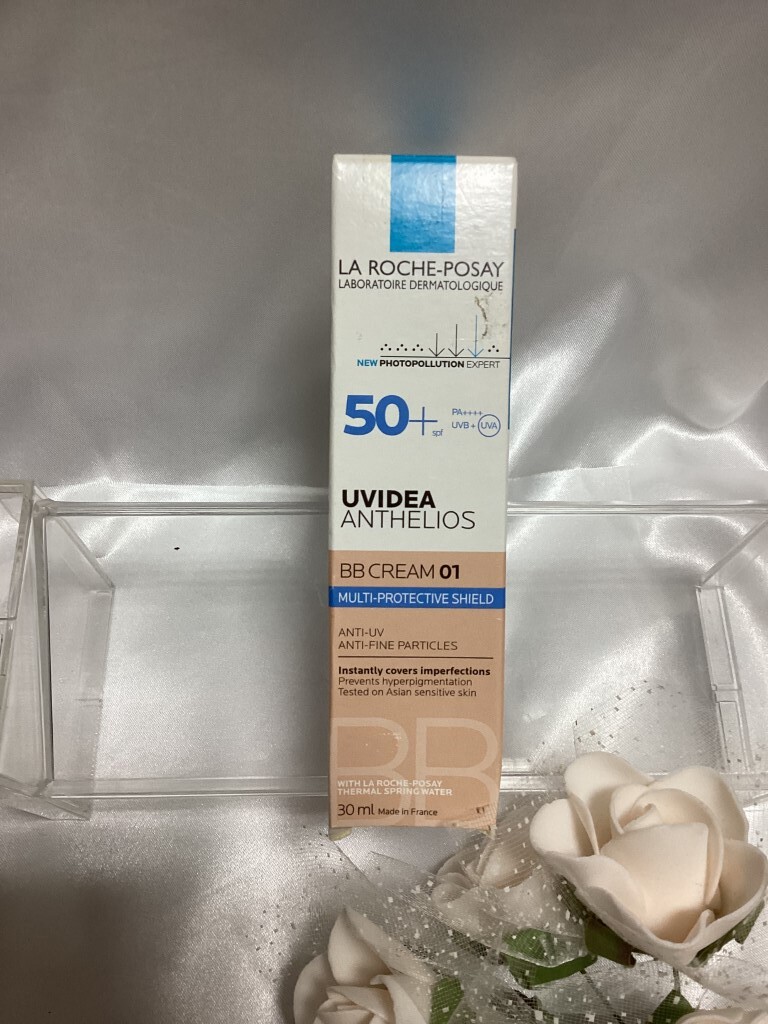 LA ROCHE-POSAY
LABORATOIRE DERMATOLOGIQUE
NEW PHOTOPOLLUTION EXPERT
50+ spf
PA++++
UVB + UVA
UVIDEA
ANTHELIOS
BB CREAM 01
MULTI-PROTECTIVE SHIELD
ANTI-UV
ANTI-FINE PARTICLES
Instantly covers imperfections
Prevents hyperpigmentation
Tested on Asian sensitive skin
BB
WITH LA ROCHE-POSAY
THERMAL SPRING WATER
30 ml Made in France